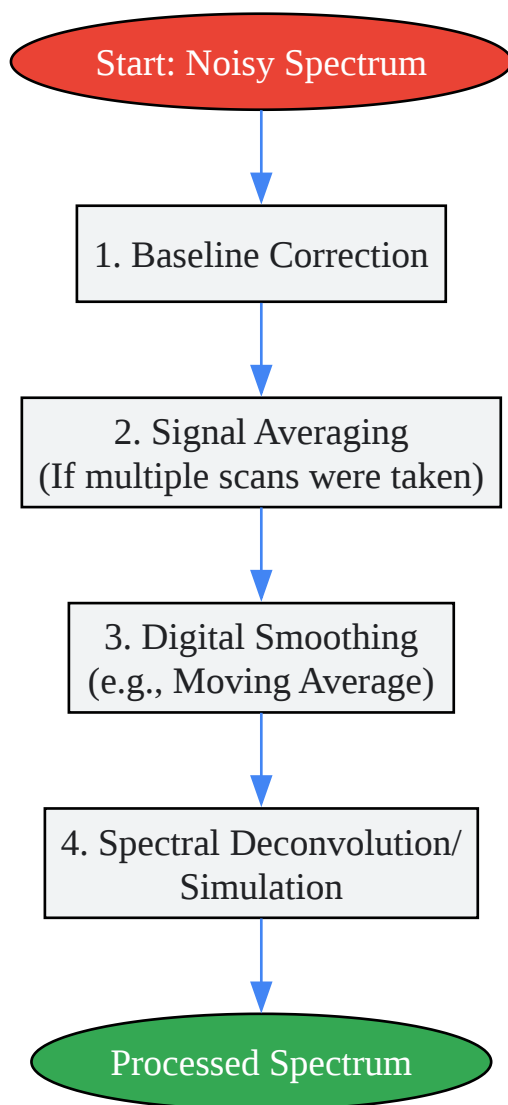 Start: Noisy Spectrum
1. Baseline Correction
2. Signal Averaging
(If multiple scans were taken)
3. Digital Smoothing
(e.g., Moving Average)
4. Spectral Deconvolution/
Simulation
Processed Spectrum